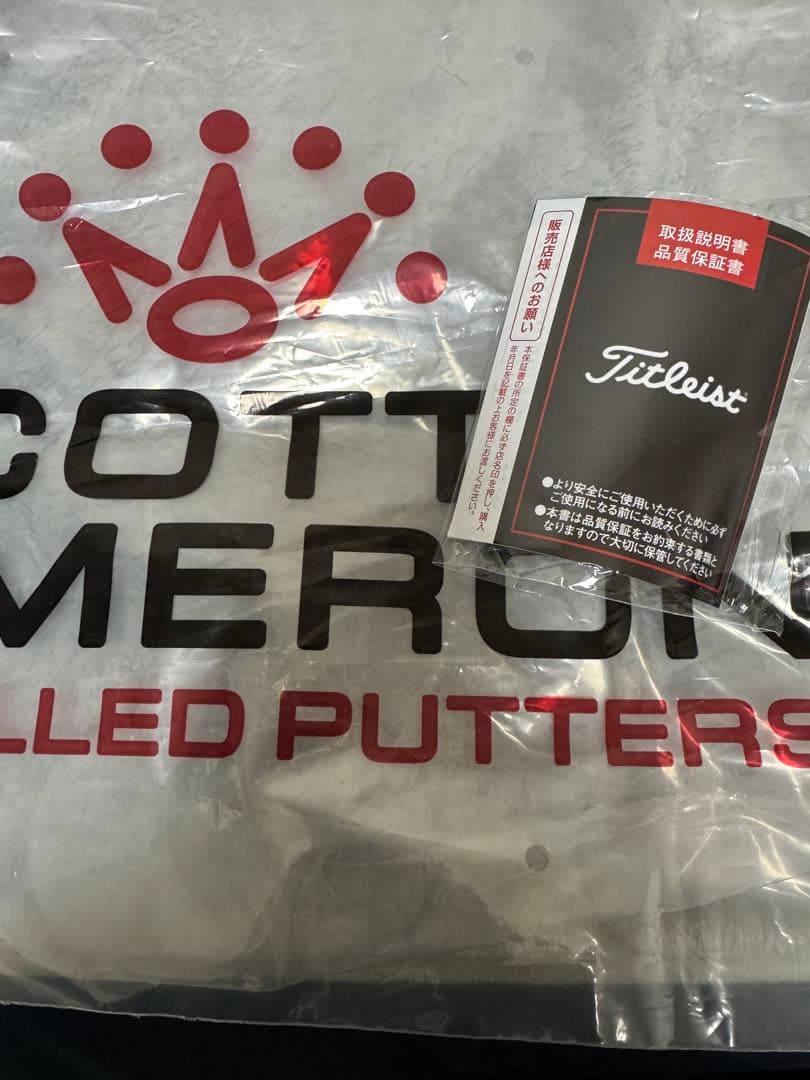 COTT
MERON
LLED PUTTERS
取扱説明書
品質保証書
Titleist
●より安全にご使用いただくために必ず
ご使用になる前にお読みください
●本書は品質保証をお約束する書類と
なりますので大切に保管してください
販売店様へのお願い
本保証書の所定の欄に必ず店名印を押し、購入
年月日を記載の上お客様にお渡しください。